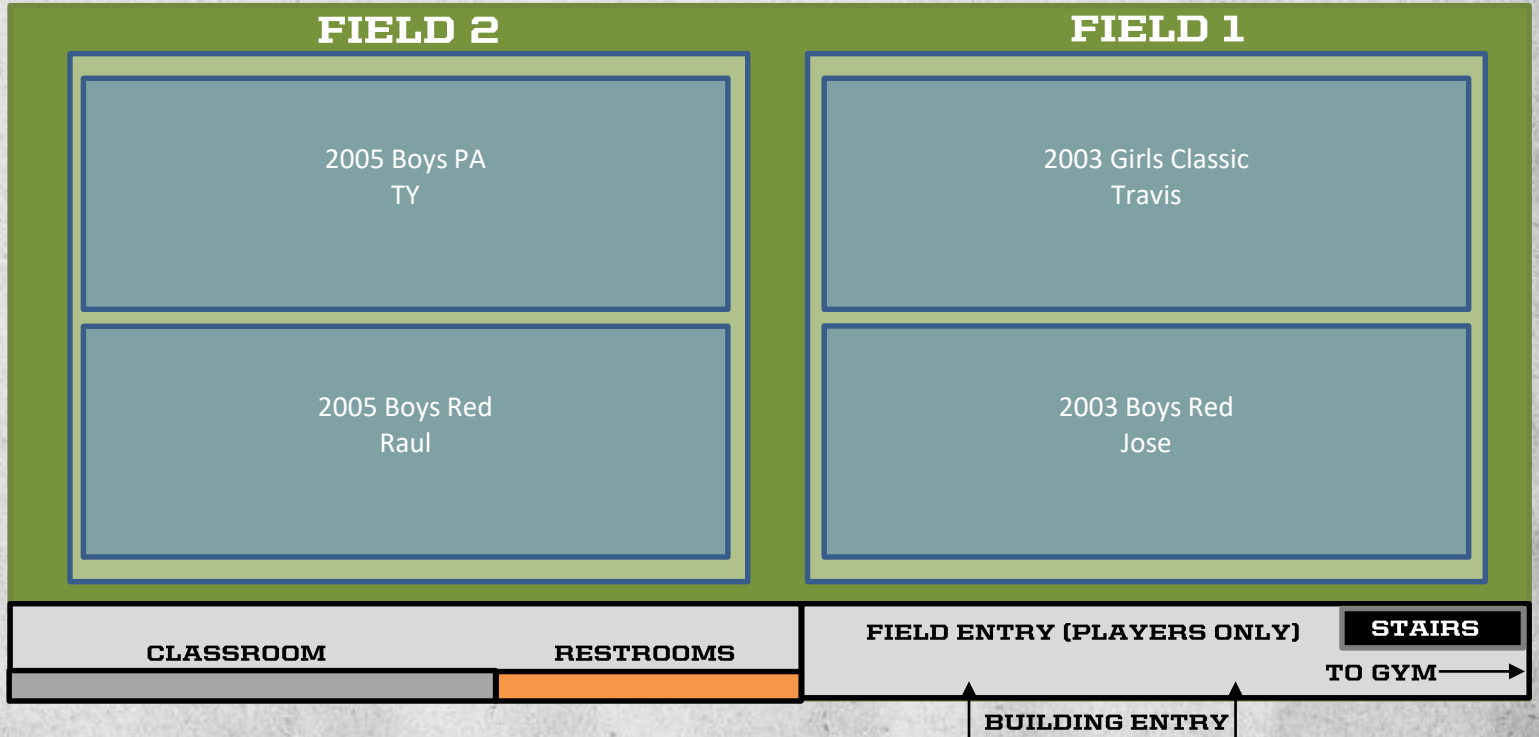 FIELD 2
FIELD 1
2005 Boys PA
TY
2003 Girls Classic
Travis
2005 Boys Red
Raul
2003 Boys Red
Jose
CLASSROOM
RESTROOMS
FIELD ENTRY (PLAYERS ONLY)
STAIRS
TO GYM
BUILDING ENTRY